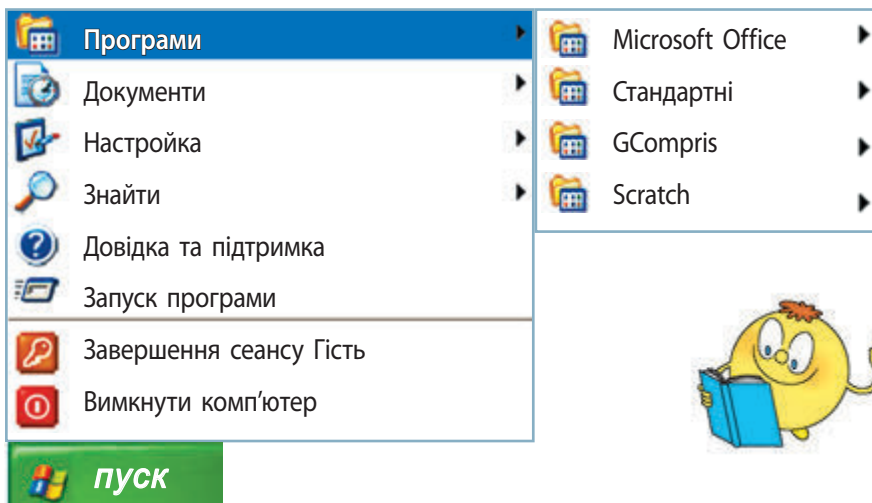 Програми
Документи
Настройка
Знайти
Довідка та підтримка
Запуск програми
Завершення сеансу Гість
Вимкнути комп'ютер
пуск
Microsoft Office
Стандартні
GCompris
Scratch